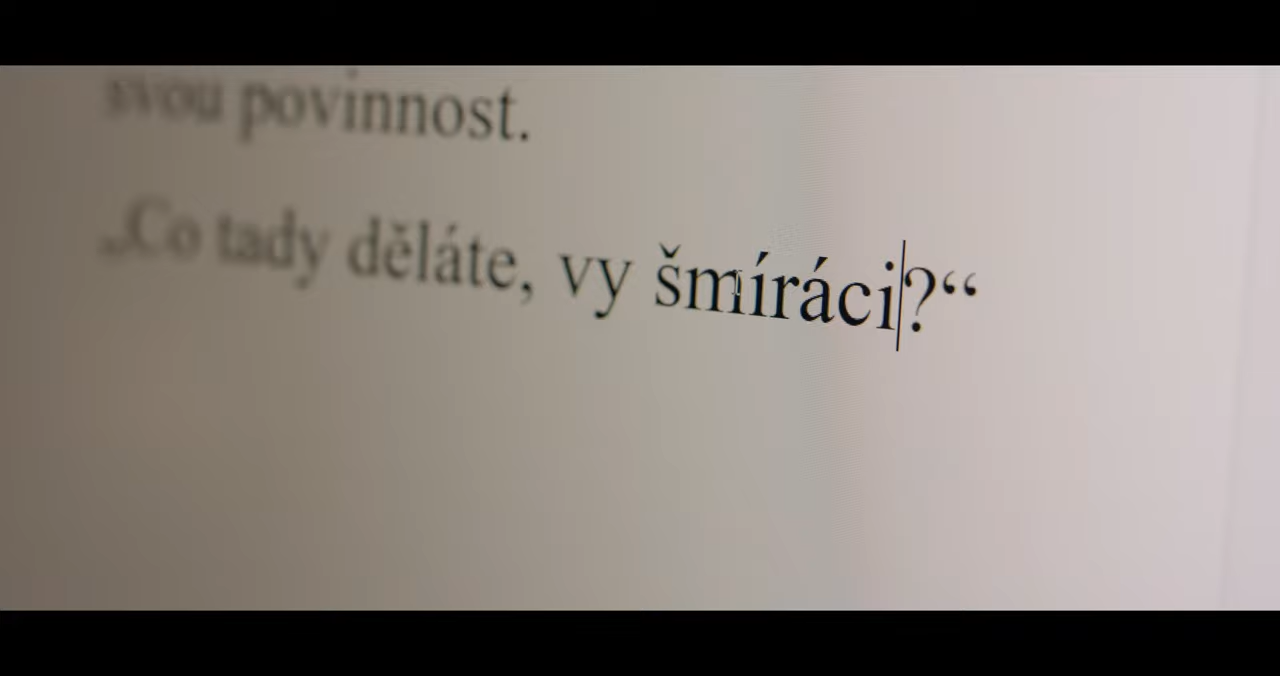 svou povinnost.
„Co tady děláte, vy šmíráci?“